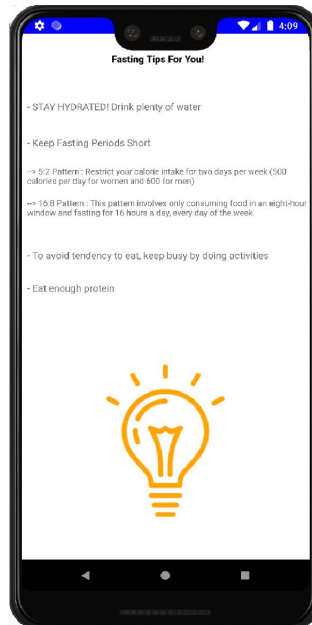 4:09
Fasting Tips For You!
- STAY HYDRATED! Drink plenty of water
- Keep Fasting Periods Short
--> 5:2 Pattern : Restrict your calorie intake for two days per week (500
calories per day for women and 600 for men)
--> 16:8 Pattern : This pattern involves only consuming food in an eight-hour
window and fasting for 16 hours a day, every day of the week.
- To avoid tendency to eat, keep busy by doing activities
- Eat enough protein